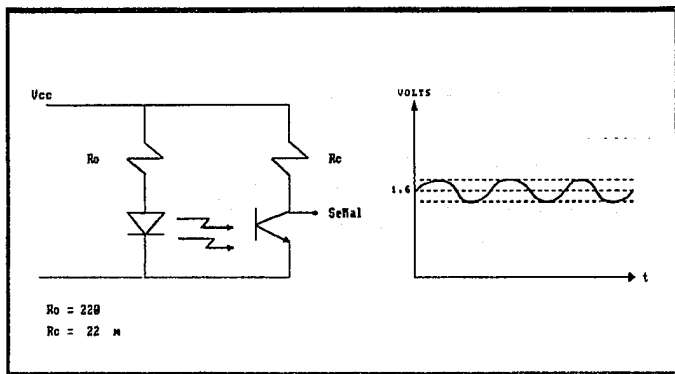 Vcc
Ro
Rc
Señal
Ro = 220
Rc = 22 M
VOLTS
1.6
t